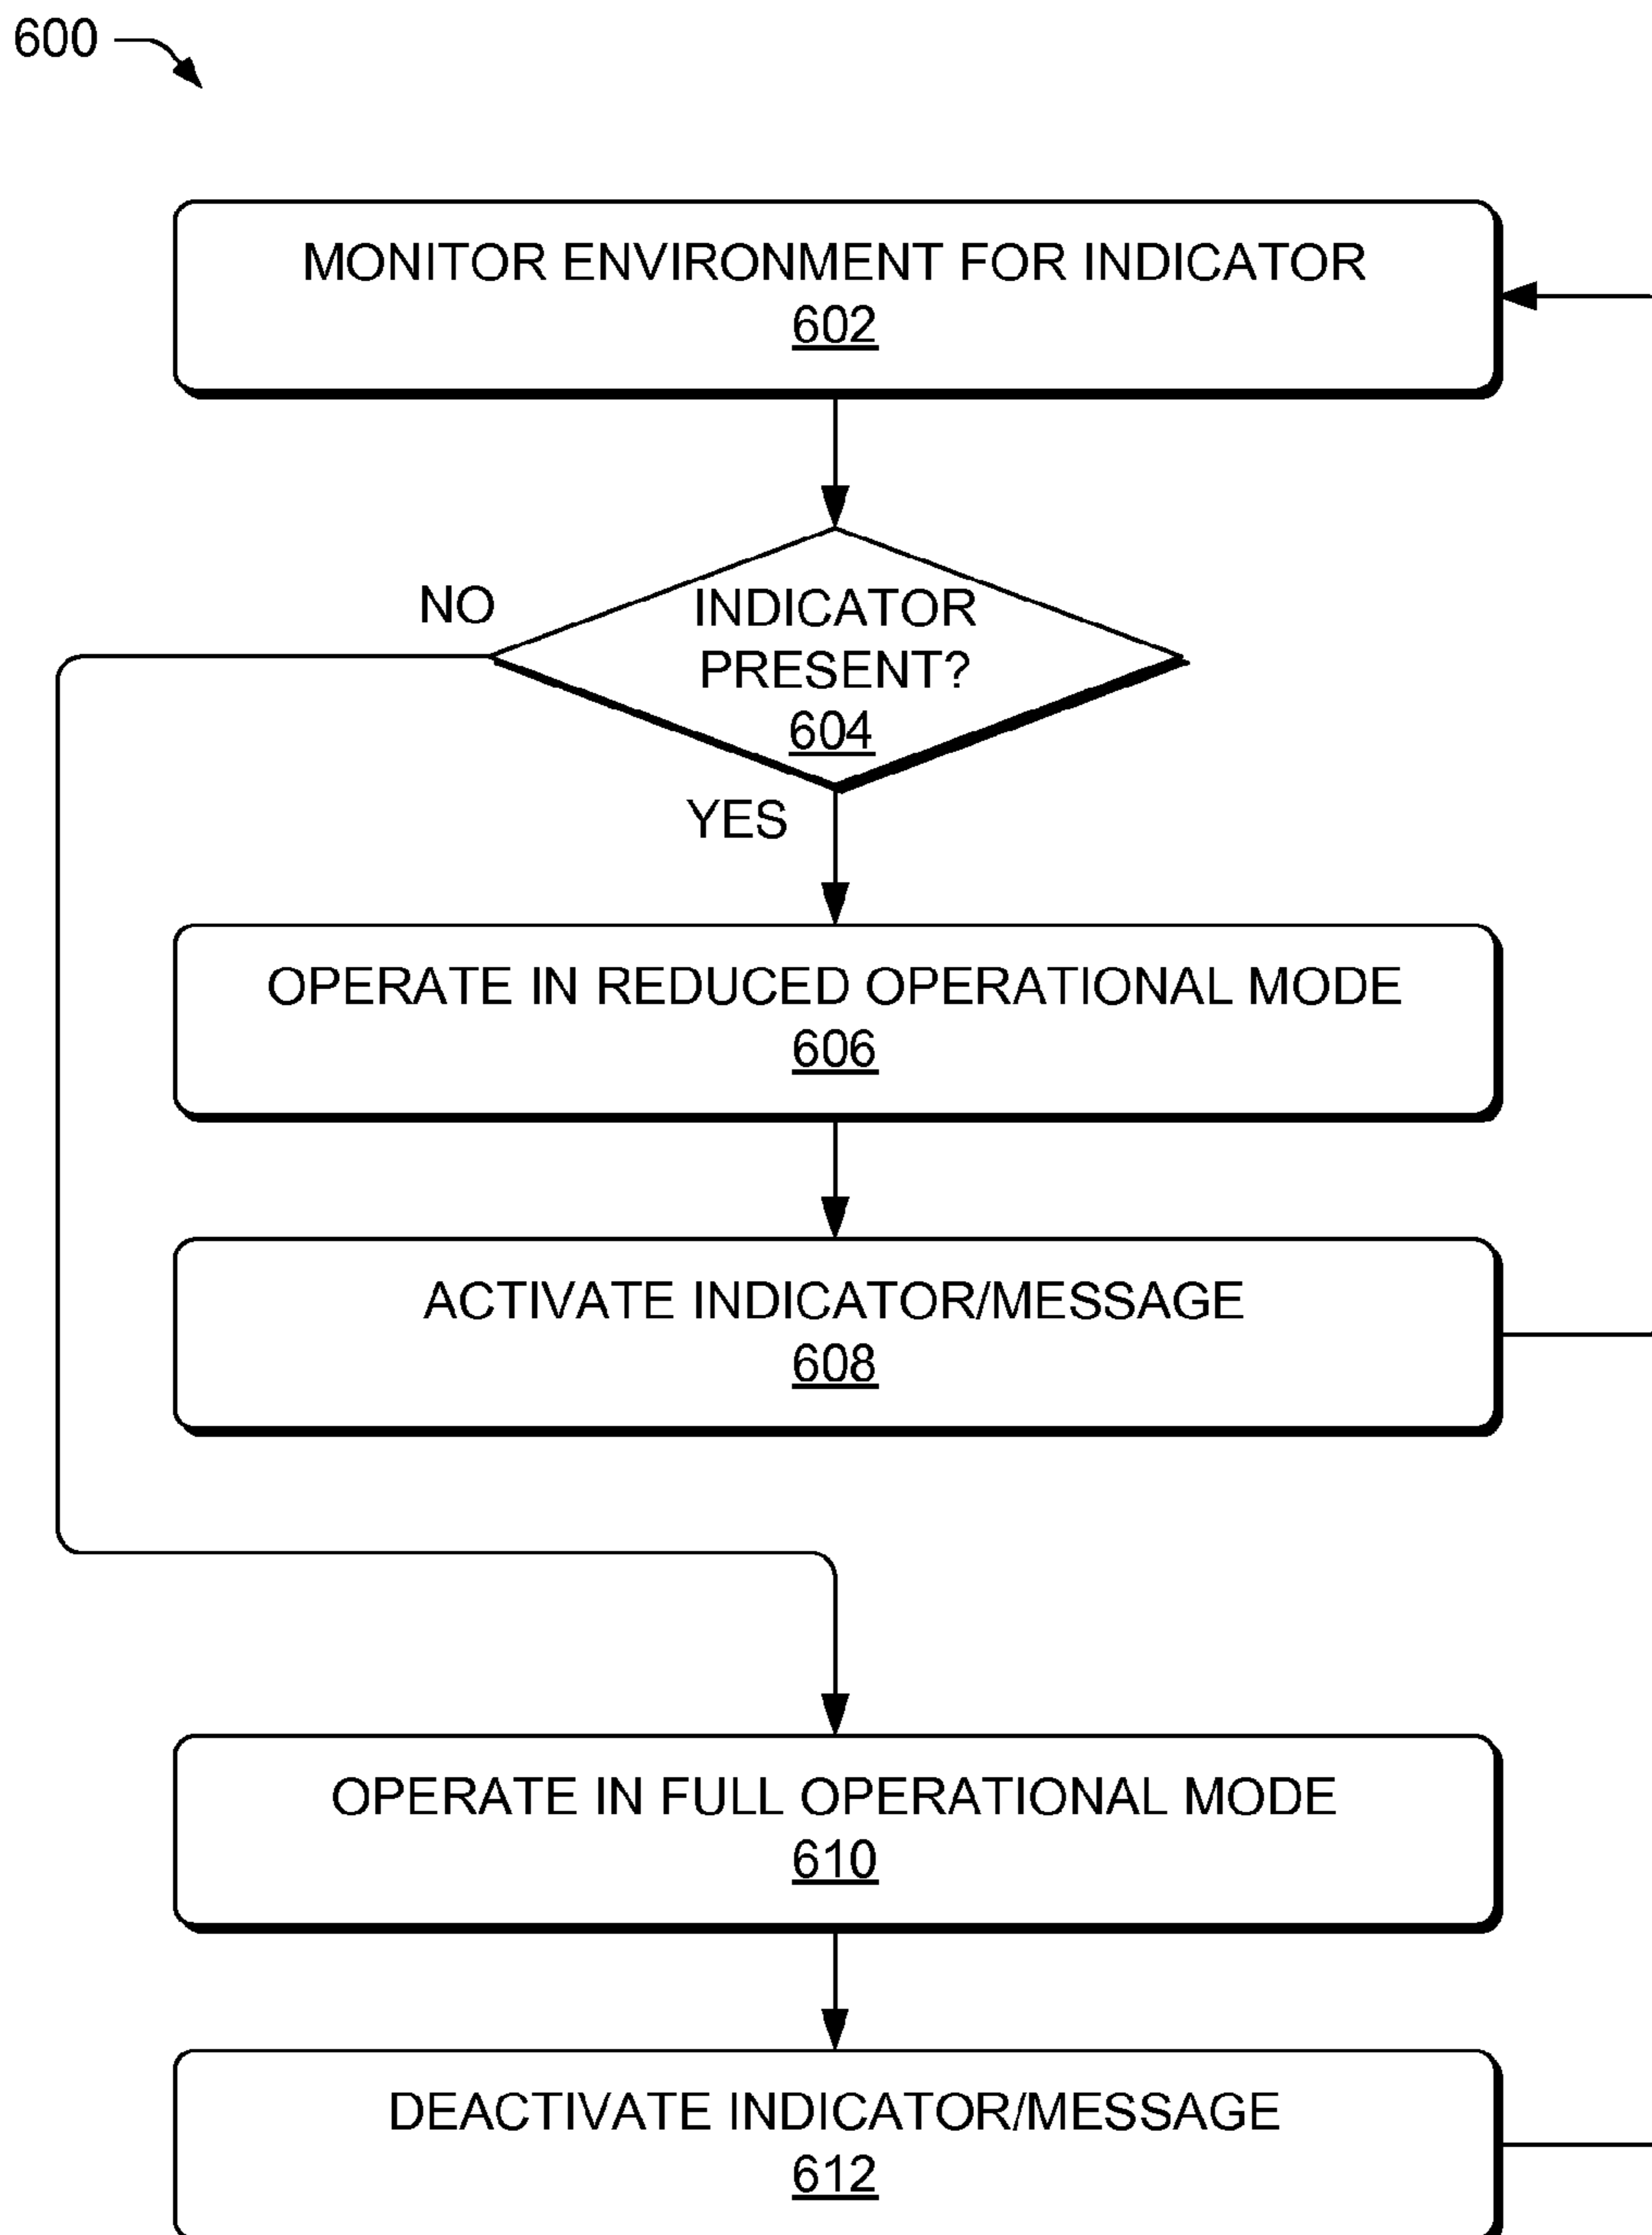 600
MONITOR ENVIRONMENT FOR INDICATOR
602
NO
INDICATOR
PRESENT?
604
YES
OPERATE IN REDUCED OPERATIONAL MODE
606
ACTIVATE INDICATOR/MESSAGE
608
OPERATE IN FULL OPERATIONAL MODE
610
DEACTIVATE INDICATOR/MESSAGE
612